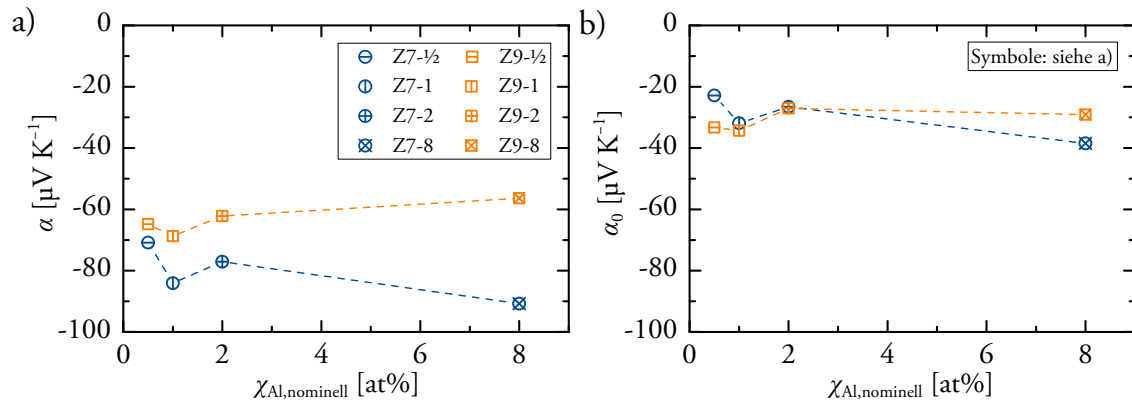 a)
0
-20
-40
-60
-80
-100
α [µV K⁻¹]
Z7-½ Z9-½
Z7-1 Z9-1
Z7-2 Z9-2
Z7-8 Z9-8
0 2 4 6 8
χAl,nominell [at%]
b)
0
-20
-40
-60
-80
-100
α₀ [µV K⁻¹]
Symbole: siehe a)
0 2 4 6 8
χAl,nominell [at%]